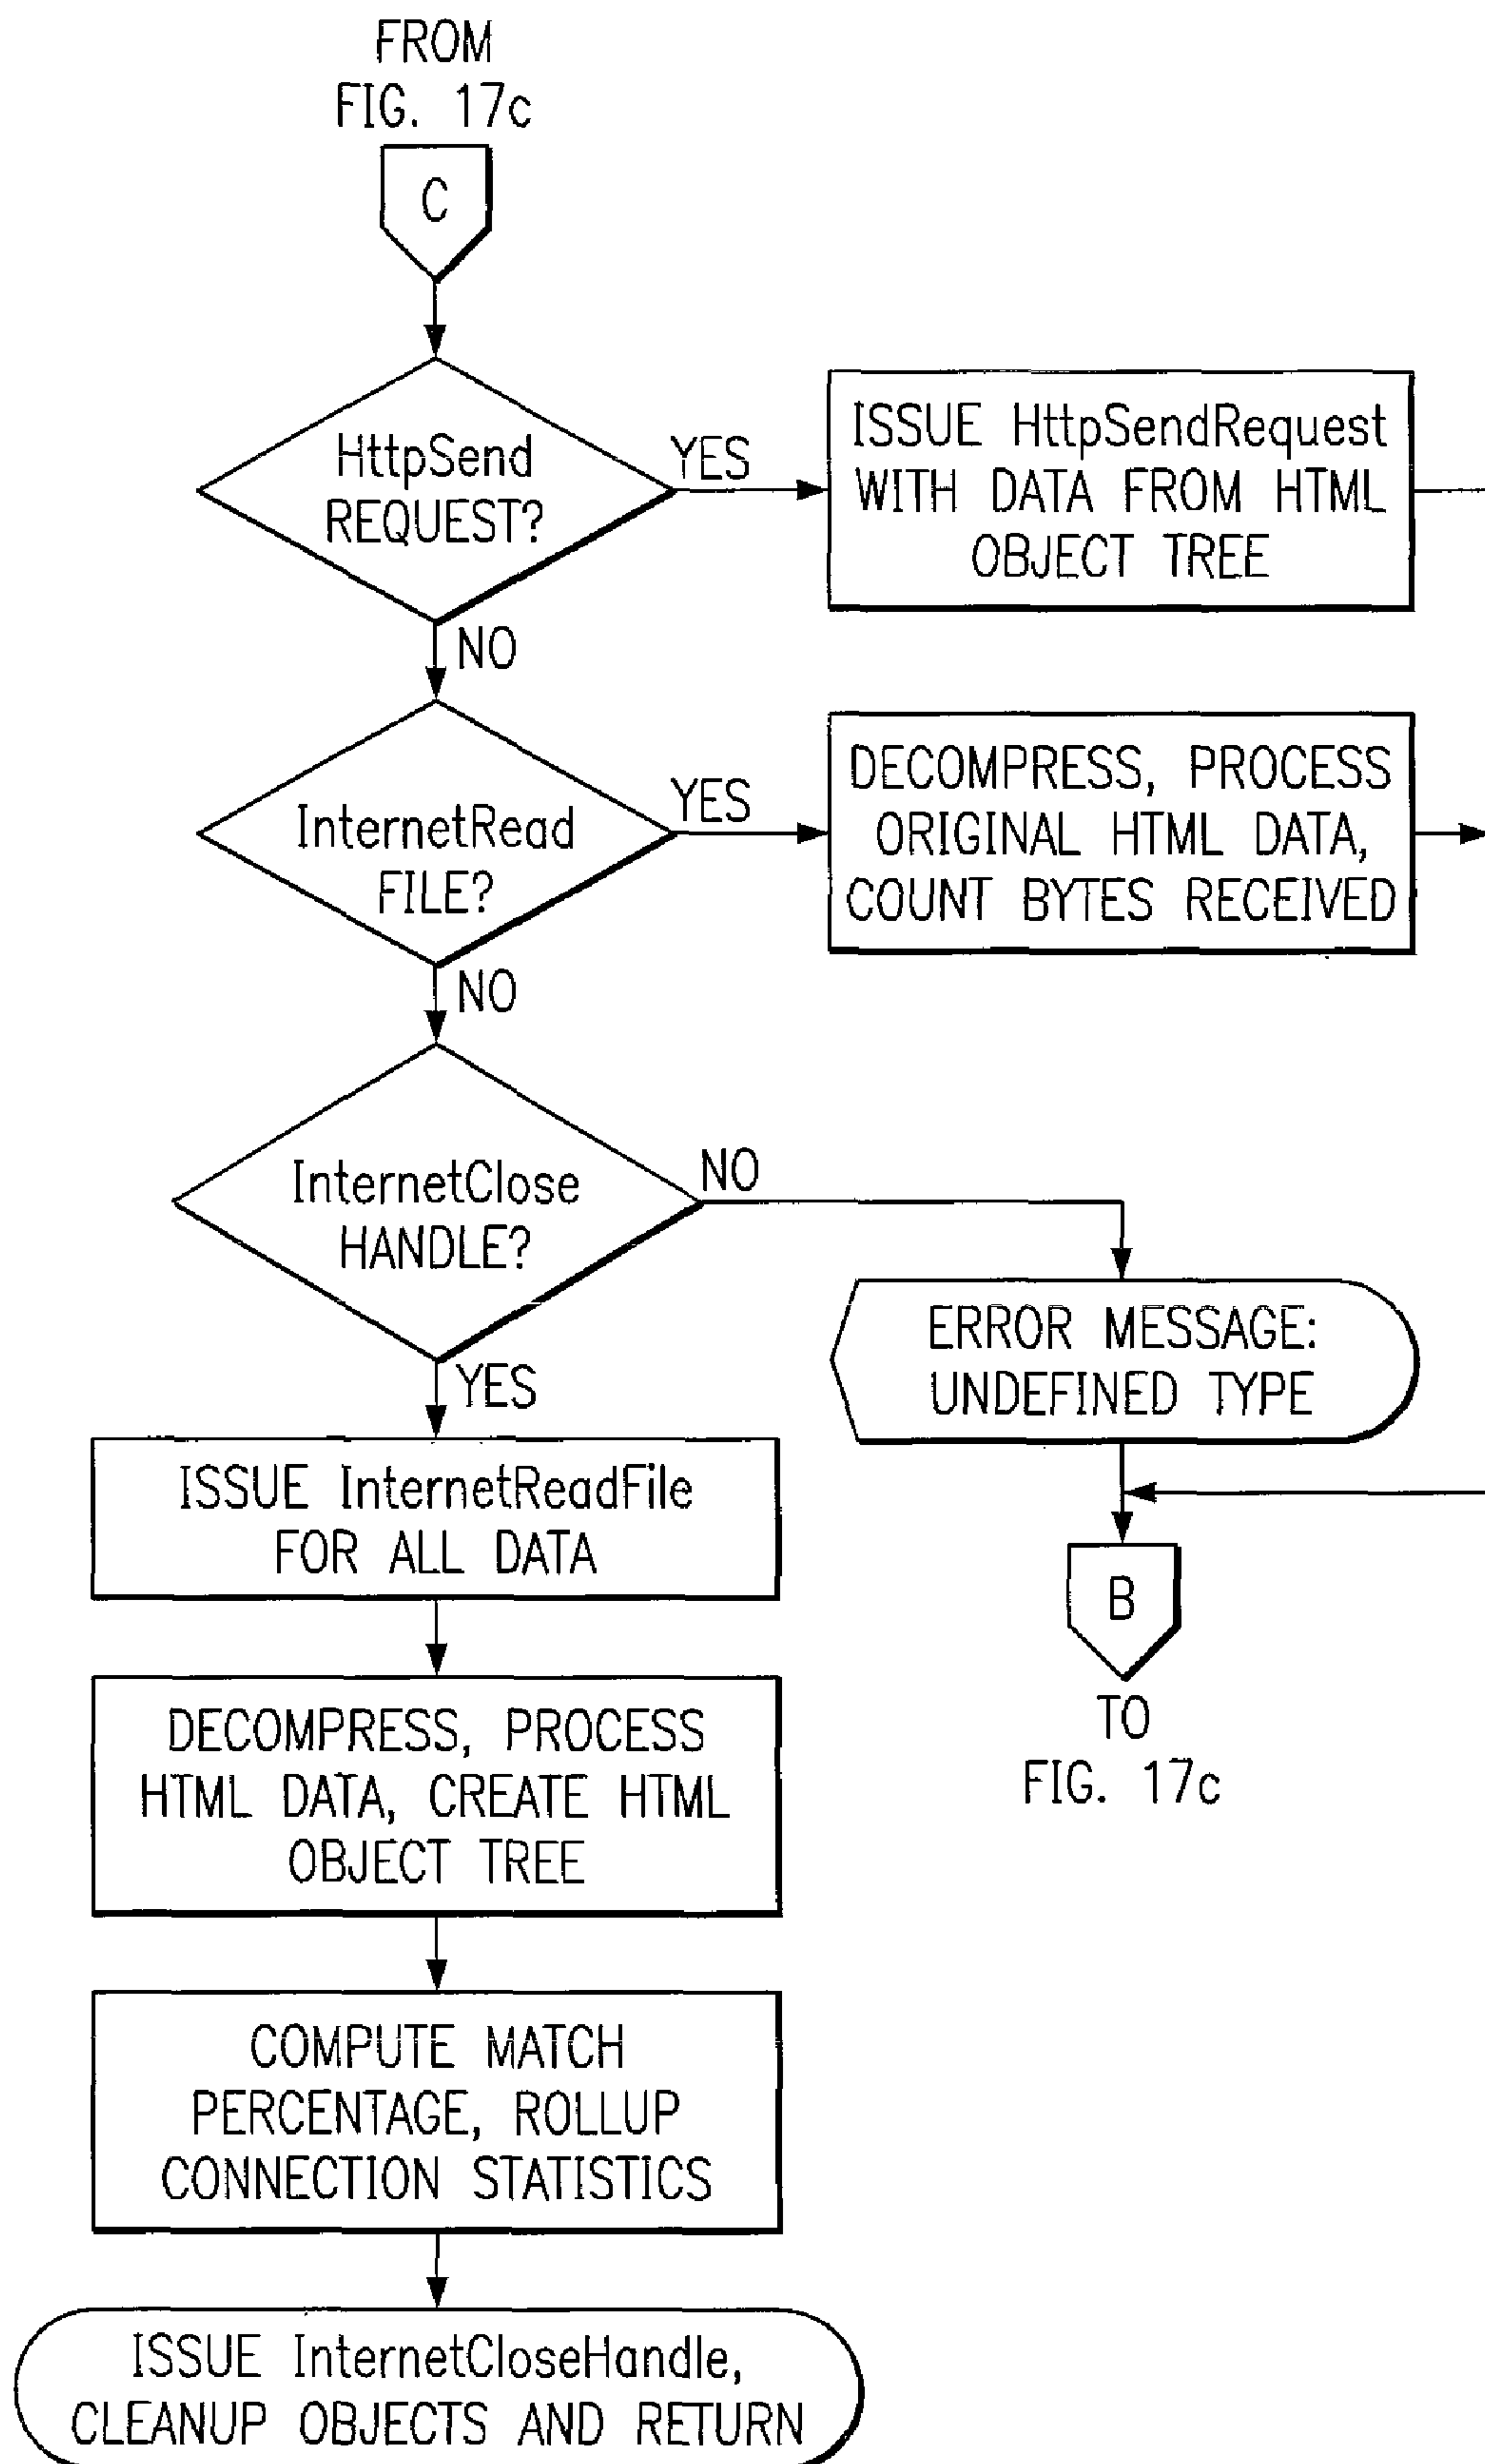 FROM
FIG. 17c
C
HttpSend
REQUEST?
YES
ISSUE HttpSendRequest
WITH DATA FROM HTML
OBJECT TREE
NO
InternetRead
FILE?
YES
DECOMPRESS, PROCESS
ORIGINAL HTML DATA,
COUNT BYTES RECEIVED
NO
InternetClose
HANDLE?
NO
ERROR MESSAGE:
UNDEFINED TYPE
B
TO
FIG. 17c
YES
ISSUE InternetReadFile
FOR ALL DATA
DECOMPRESS, PROCESS
HTML DATA, CREATE HTML
OBJECT TREE
COMPUTE MATCH
PERCENTAGE, ROLLUP
CONNECTION STATISTICS
ISSUE InternetCloseHandle,
CLEANUP OBJECTS AND RETURN